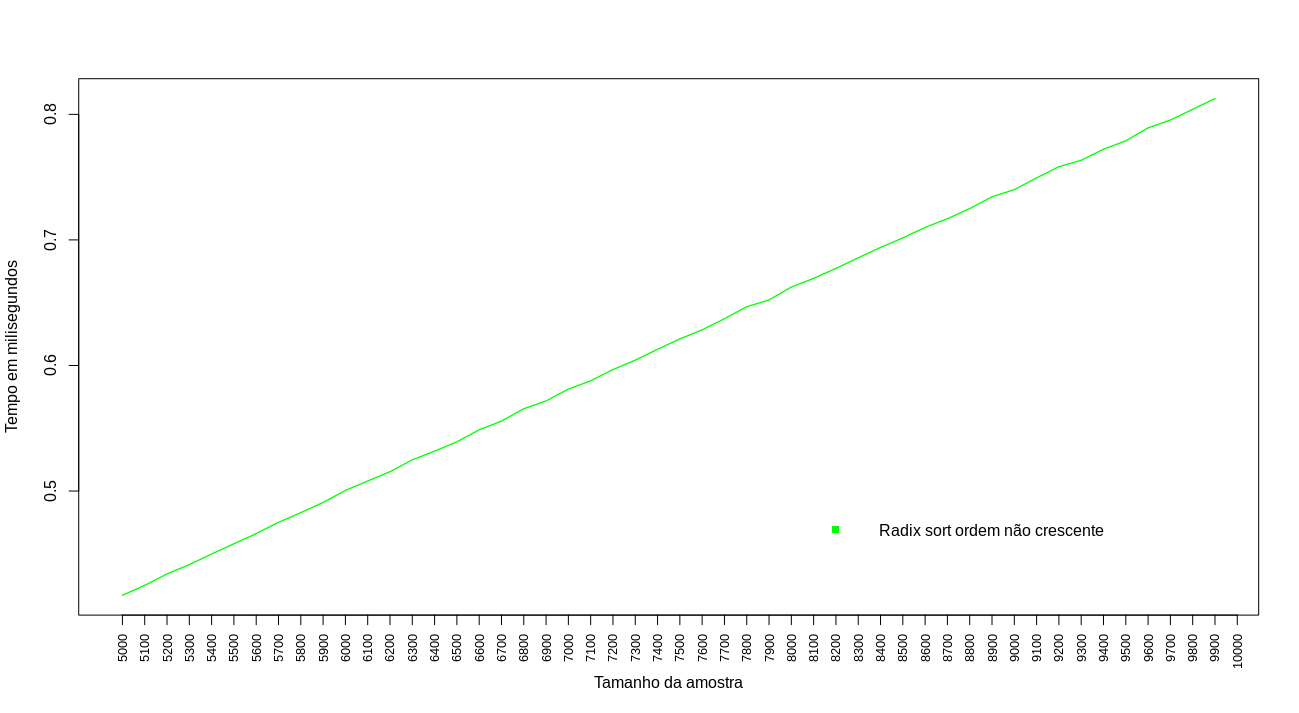 Tempo em milisegundos
0.8
0.7
0.6
0.5
Radix sort ordem não crescente
5000 5100 5200 5300 5400 5500 5600 5700 5800 5900 6000 6100 6200 6300 6400 6500 6600 6700 6800 6900 7000 7100 7200 7300 7400 7500 7600 7700 7800 7900 8000 8100 8200 8300 8400 8500 8600 8700 8800 8900 9000 9100 9200 9300 9400 9500 9600 9700 9800 9900 10000
Tamanho da amostra